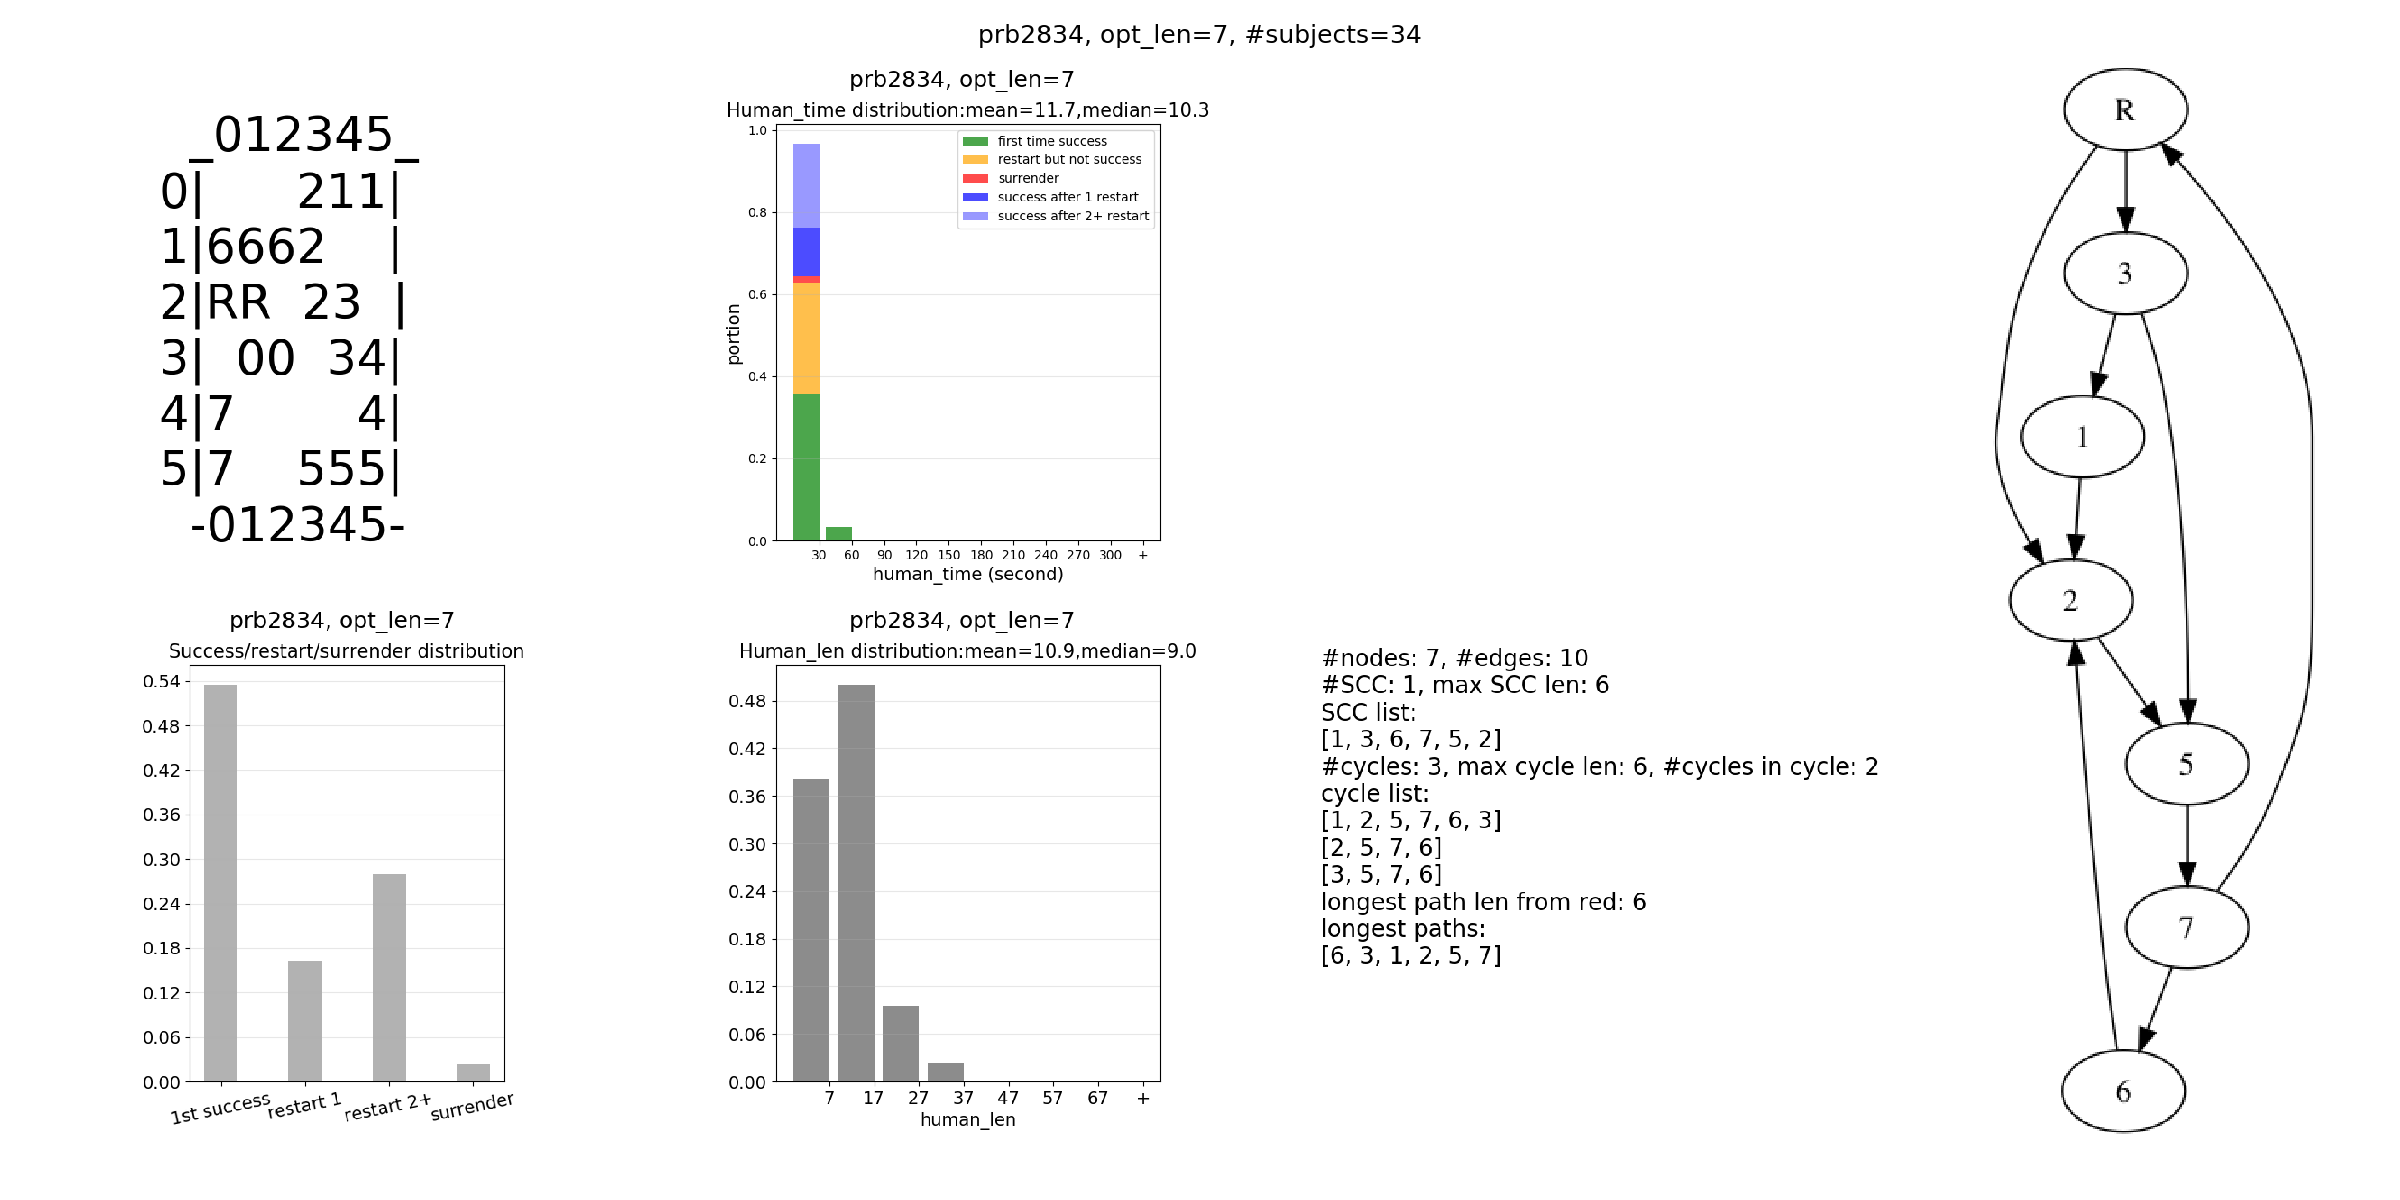 prb2834, opt_len=7, #subjects=34
_012345_
0|   211|
1|6662  |
2|RR 23 |
3| 00 34|
4|7    4|
5|7  555|
-012345-
prb2834, opt_len=7
Human_time distribution:mean=11.7,median=10.3
1.0
0.8
0.6
0.4
0.2
0.0
portion
first time success
restart but not success
surrender
success after 1 restart
success after 2+ restart
30 60 90 120 150 180 210 240 270 300 +
human_time (second)
prb2834, opt_len=7
Success/restart/surrender distribution
0.54
0.48
0.42
0.36
0.30
0.24
0.18
0.12
0.06
0.00
1st success restart 1 restart 2+ surrender
prb2834, opt_len=7
Human_len distribution:mean=10.9,median=9.0
0.48
0.42
0.36
0.30
0.24
0.18
0.12
0.06
0.00
7 17 27 37 47 57 67 +
human_len
#nodes: 7, #edges: 10
#SCC: 1, max SCC len: 6
SCC list:
[1, 3, 6, 7, 5, 2]
#cycles: 3, max cycle len: 6, #cycles in cycle: 2
cycle list:
[1, 2, 5, 7, 6, 3]
[2, 5, 7, 6]
[3, 5, 7, 6]
longest path len from red: 6
longest paths:
[6, 3, 1, 2, 5, 7]
R
3
1
2
5
7
6